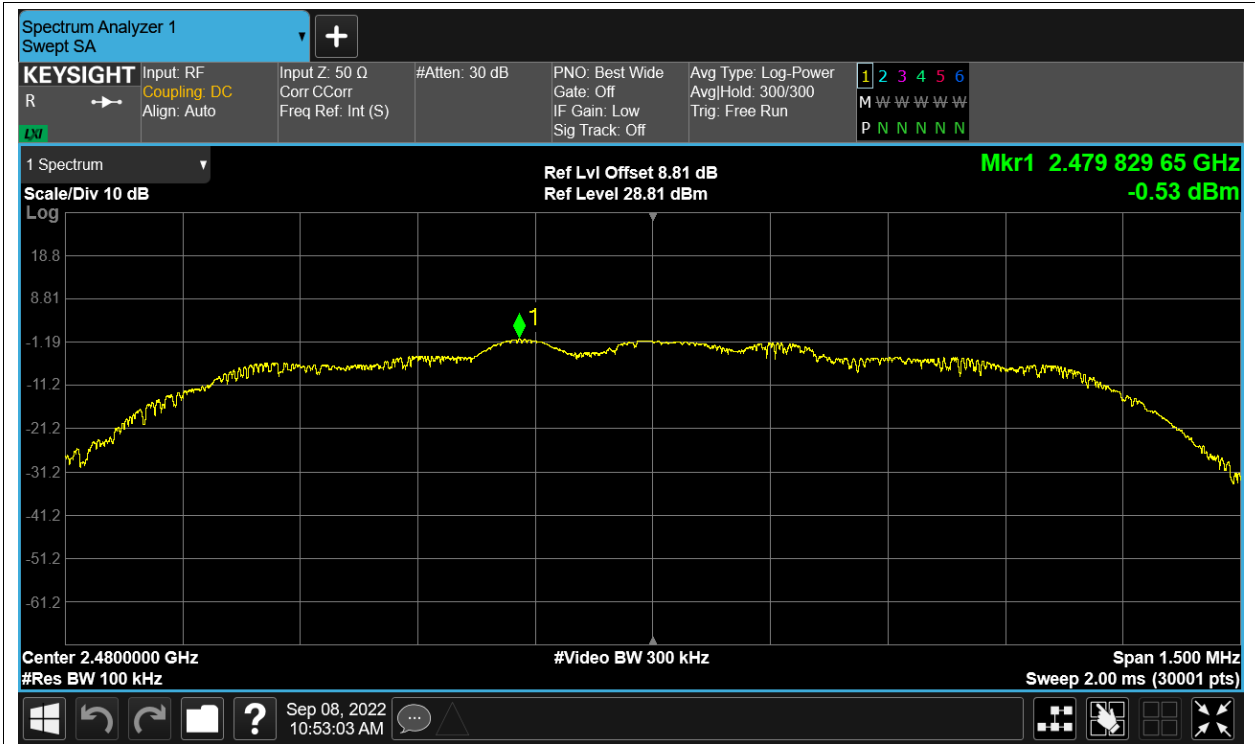 Spectrum Analyzer 1
Swept SA
KEYSIGHT
R
LXI
Input: RF
Coupling: DC
Align: Auto
Input Z: 50 Ω
Corr CCorr
Freq Ref: Int (S)
#Atten: 30 dB
PNO: Best Wide
Gate: Off
IF Gain: Low
Sig Track: Off
Avg Type: Log-Power
Avg|Hold: 300/300
Trig: Free Run
1 2 3 4 5 6
M W W W W W
P N N N N N
1 Spectrum
Scale/Div 10 dB
Log
Ref Lvl Offset 8.81 dB
Ref Level 28.81 dBm
Mkr1 2.479 829 65 GHz
-0.53 dBm
18.8
8.81
1
-1.19
-11.2
-21.2
-31.2
-41.2
-51.2
-61.2
Center 2.4800000 GHz
#Res BW 100 kHz
#Video BW 300 kHz
Span 1.500 MHz
Sweep 2.00 ms (30001 pts)
?
Sep 08, 2022
10:53:03 AM